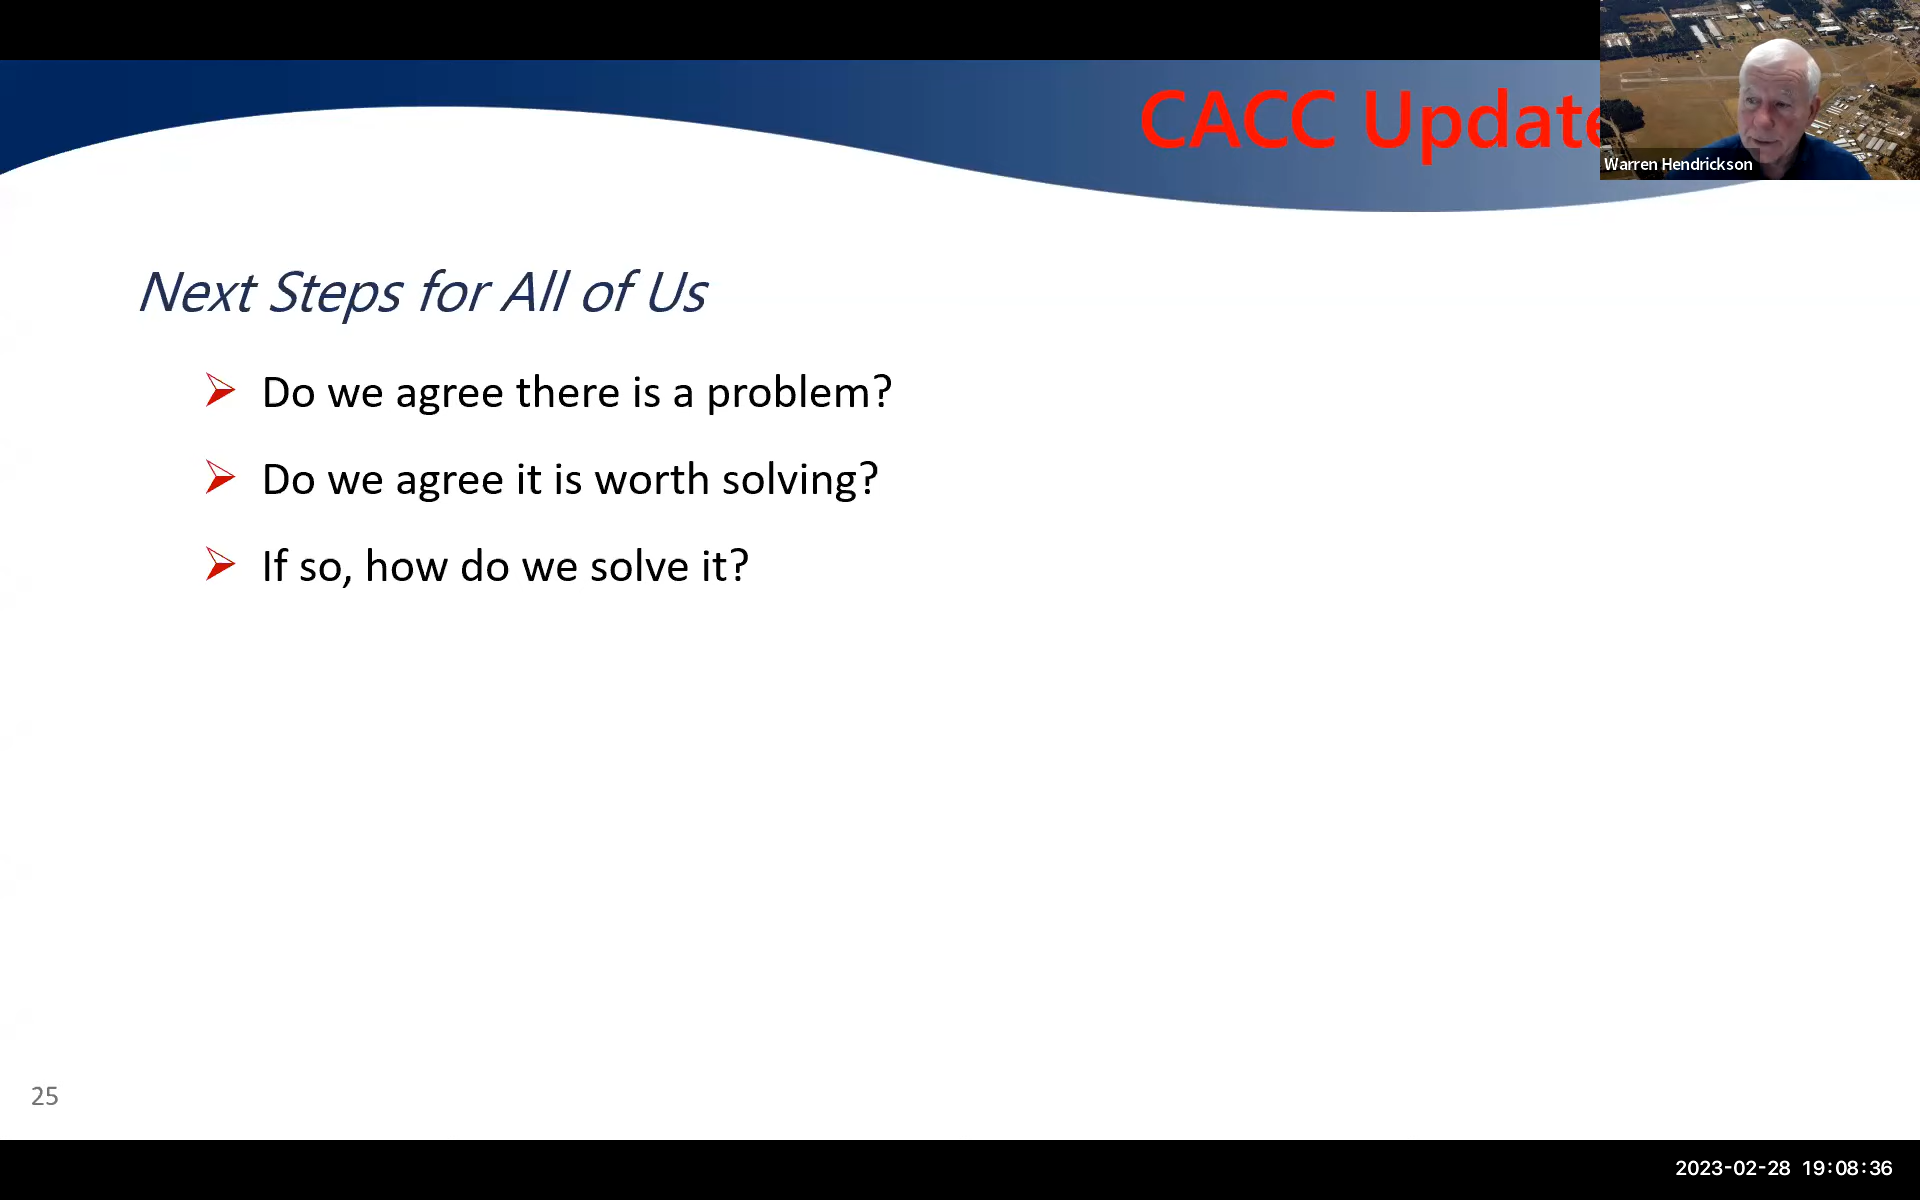 CACC Update
Warren Hendrickson
Next Steps for All of Us
Do we agree there is a problem?
Do we agree it is worth solving?
If so, how do we solve it?
25
2023-02-28 19:08:36